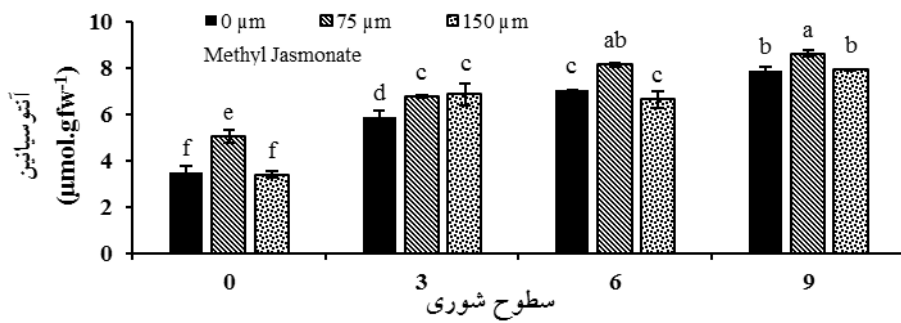 0 µm 75 µm 150 µm
Methyl Jasmonate
آنتوسیانین
(µmol.gfw-1)
10
8
6
4
2
0
f e f
d c c
c ab c
b a b
0 3 6 9
سطوح شوری